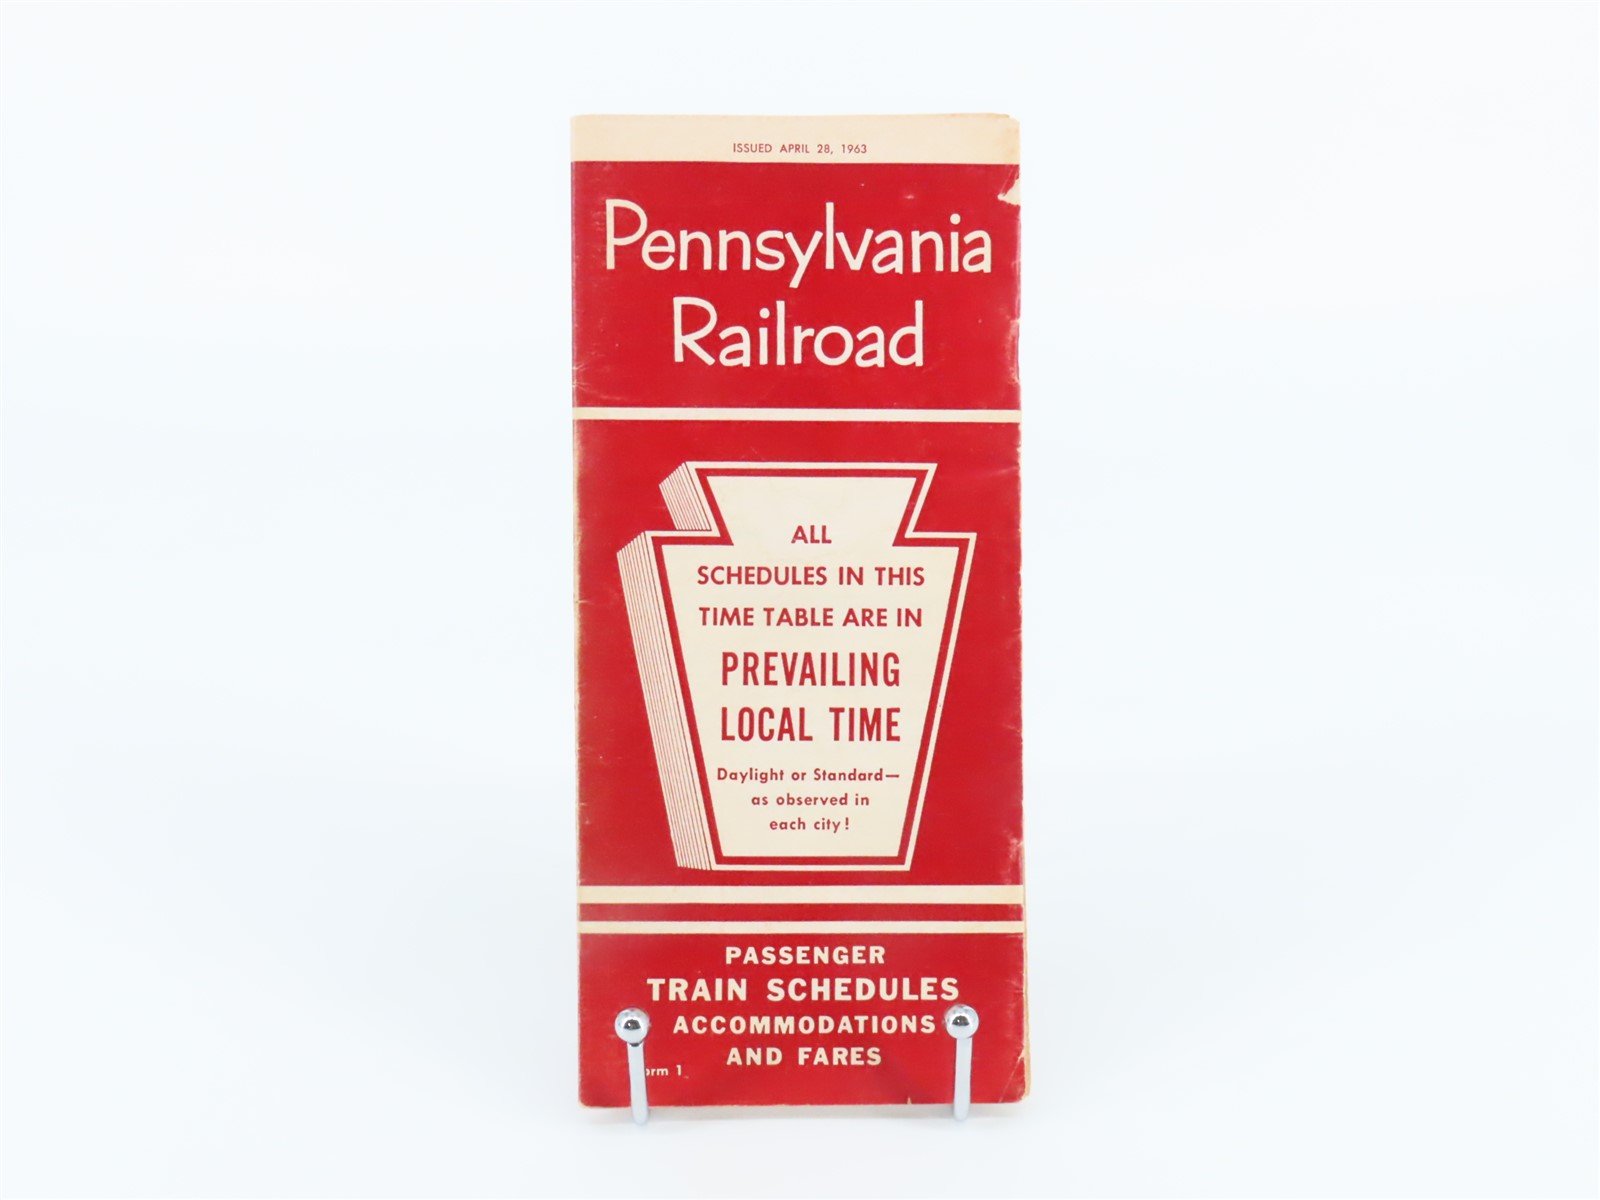 ISSUED APRIL 28, 1963
Pennsylvania
Railroad
ALL
SCHEDULES IN THIS
TIME TABLE ARE IN
PREVAILING
LOCAL TIME
Daylight or Standard—
as observed in
each city!
PASSENGER
TRAIN SCHEDULES
ACCOMMODATIONS
AND FARES
1